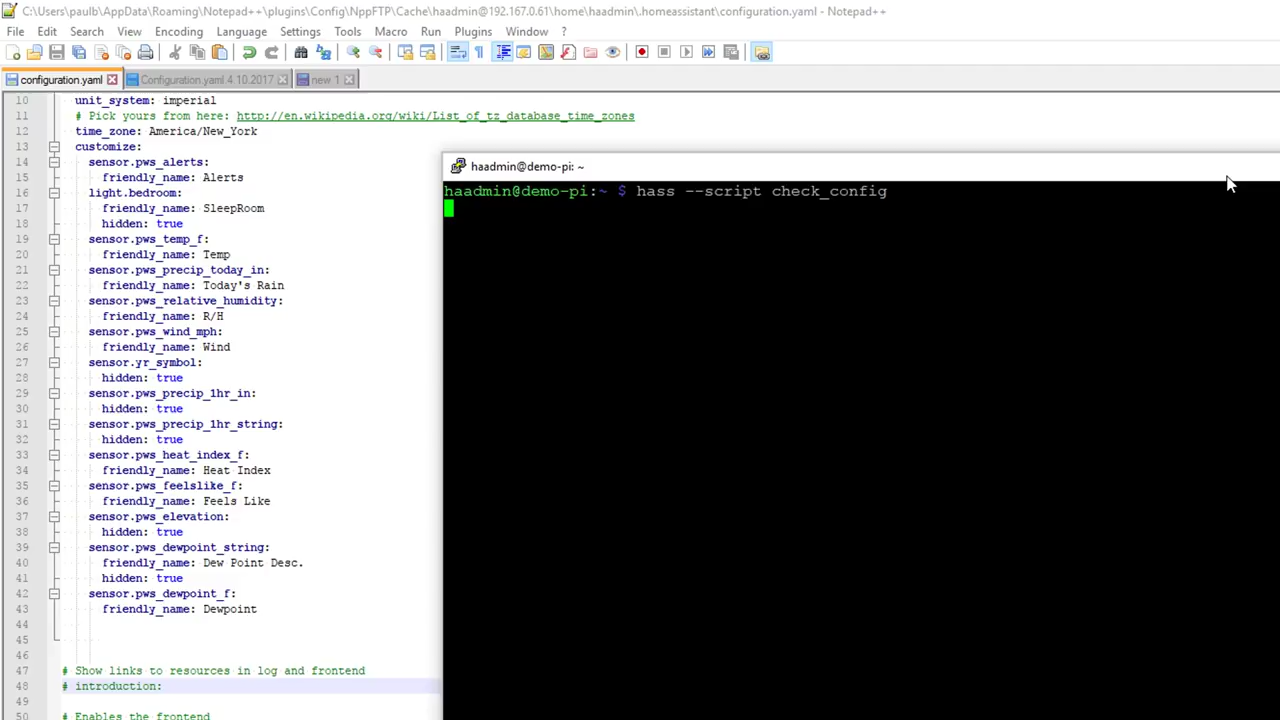 C:\Users\paulb\AppData\Roaming\Notepad++\plugins\Config\NppFTP\Cache\haadmin@192.167.0.61\home\haadmin\.homeassistant\configuration.yaml - Notepad++
File Edit Search View Encoding Language Settings Tools Macro Run Plugins Window ?
configuration.yaml Configuration.yaml 4.10.2017 new 1
10 unit_system: imperial
11 # Pick yours from here: http://en.wikipedia.org/wiki/List_of_tz_database_time_zones
12 time_zone: America/New_York
13 customize:
14 sensor.pws_alerts:
15 friendly_name: Alerts
16 light.bedroom:
17 friendly_name: SleepRoom
18 hidden: true
19 sensor.pws_temp_f:
20 friendly_name: Temp
21 sensor.pws_precip_today_in:
22 friendly_name: Today's Rain
23 sensor.pws_relative_humidity:
24 friendly_name: R/H
25 sensor.pws_wind_mph:
26 friendly_name: Wind
27 sensor.yr_symbol:
28 hidden: true
29 sensor.pws_precip_1hr_in:
30 hidden: true
31 sensor.pws_precip_1hr_string:
32 hidden: true
33 sensor.pws_heat_index_f:
34 friendly_name: Heat Index
35 sensor.pws_feelslike_f:
36 friendly_name: Feels Like
37 sensor.pws_elevation:
38 hidden: true
39 sensor.pws_dewpoint_string:
40 friendly_name: Dew Point Desc.
41 hidden: true
42 sensor.pws_dewpoint_f:
43 friendly_name: Dewpoint
44
45
46
47 # Show links to resources in log and frontend
48 # introduction:
49
50 # Enables the frontend
haadmin@demo-pi: ~
haadmin@demo-pi:~ $ hass --script check_config